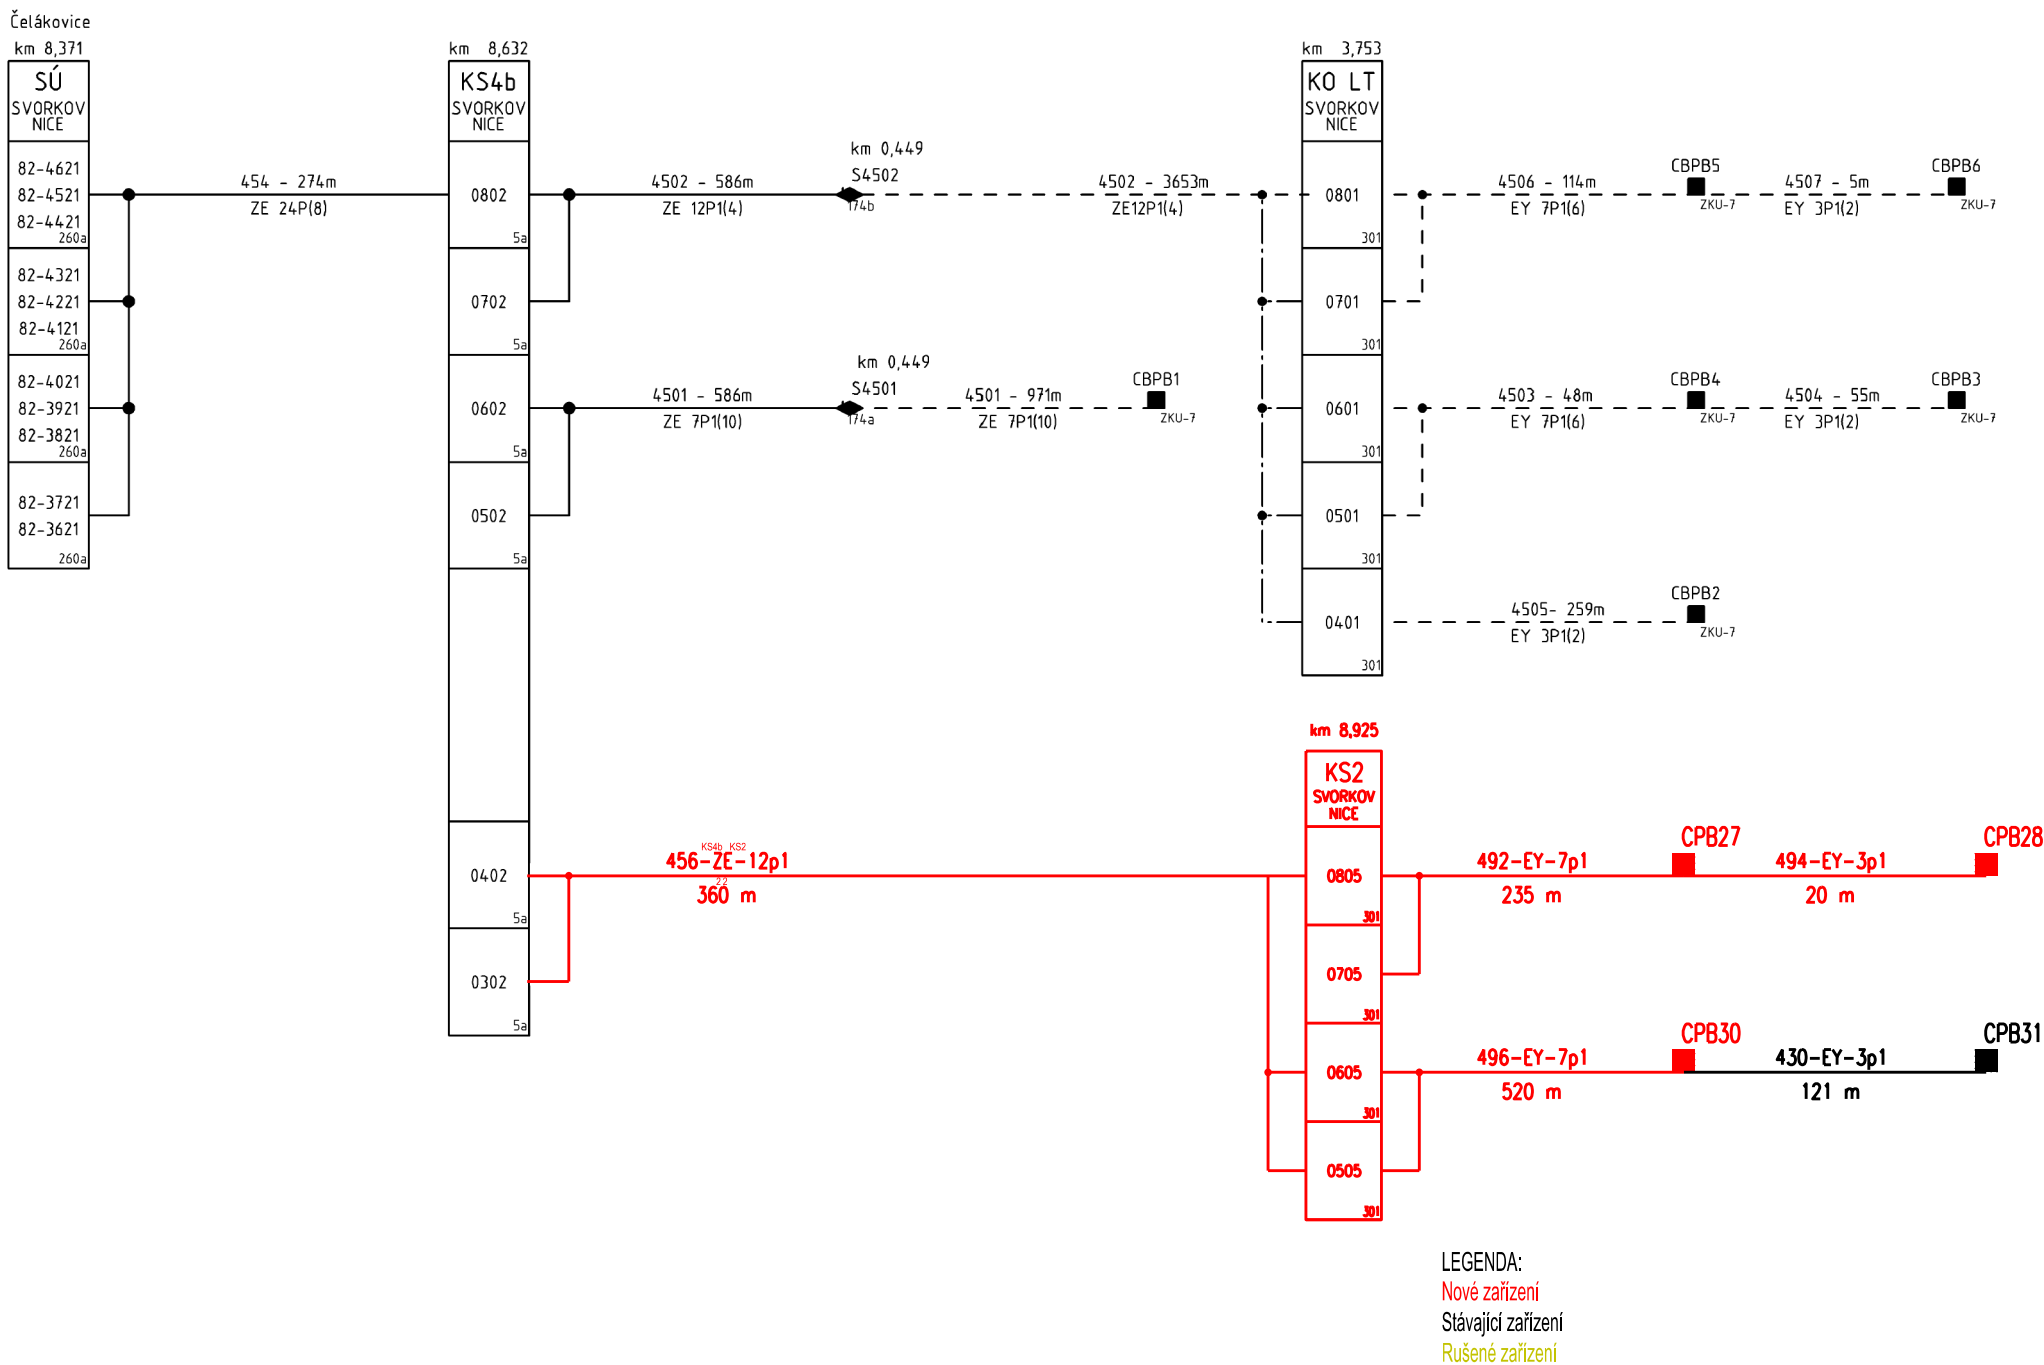 Čelákovice
km 8,371
SÚ
SVORKOV
NICE
82-4621
82-4521
82-4421
260a
82-4321
82-4221
82-4121
260a
82-4021
82-3921
82-3821
260a
82-3721
82-3621
260a
454 - 274m
ZE 24P(8)
km 8,632
KS4b
SVORKOV
NICE
0802
5a
0702
5a
0602
5a
0502
5a
0402
5a
0302
5a
4502 - 586m
ZE 12P1(4)
km 0,449
S4502
174b
4502 - 3653m
ZE12P1(4)
4501 - 586m
ZE 7P1(10)
km 0,449
S4501
174a
4501 - 971m
ZE 7P1(10)
CBPB1
ZKU-7
km 3,753
KO LT
SVORKOV
NICE
0801
301
0701
301
0601
301
0501
301
0401
301
4506 - 114m
EY 7P1(6)
CBPB5
ZKU-7
4507 - 5m
EY 3P1(2)
CBPB6
ZKU-7
4503 - 48m
EY 7P1(6)
CBPB4
ZKU-7
4504 - 55m
EY 3P1(2)
CBPB3
ZKU-7
4505- 259m
EY 3P1(2)
CBPB2
ZKU-7
KS4b KS2
456-ZE-12p1
22
360 m
km 8,925
KS2
SVORKOV
NICE
0805
301
0705
301
0605
301
0505
301
492-EY-7p1
235 m
CPB27
494-EY-3p1
20 m
CPB28
496-EY-7p1
520 m
CPB30
430-EY-3p1
121 m
CPB31
LEGENDA:
Nové zařízení
Stávající zařízení
Rušené zařízení